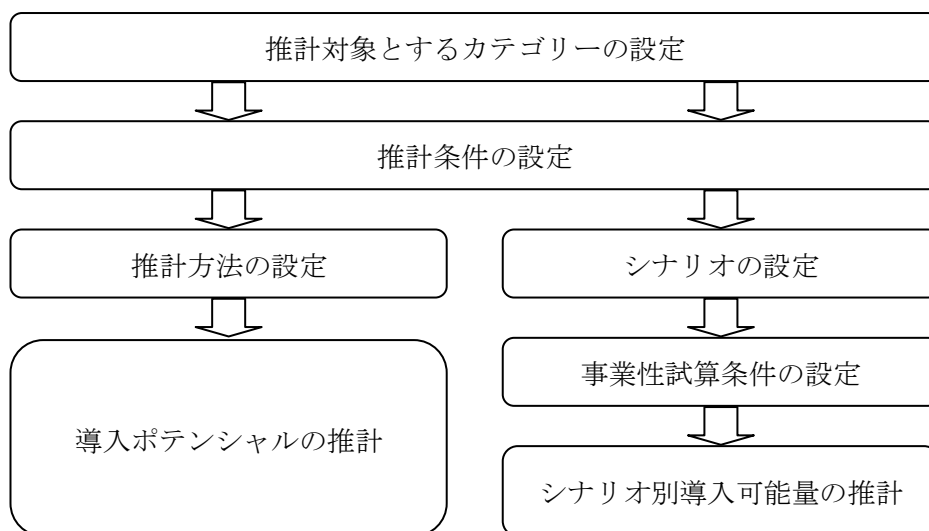 推計対象とするカテゴリーの設定
推計条件の設定
推計方法の設定
シナリオの設定
事業性試算条件の設定
導入ポテンシャルの推計
シナリオ別導入可能量の推計